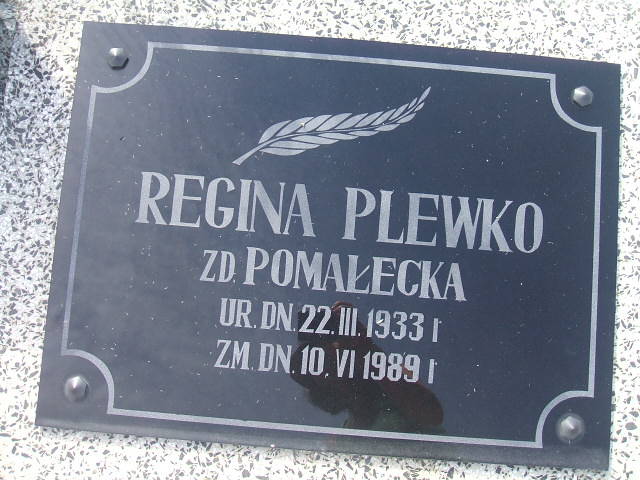 REGINA PLEWKO
ZD. POMAŁECKA
UR. DN. 22. III. 1933 r
ZM. DN. 10. VI 1989 r